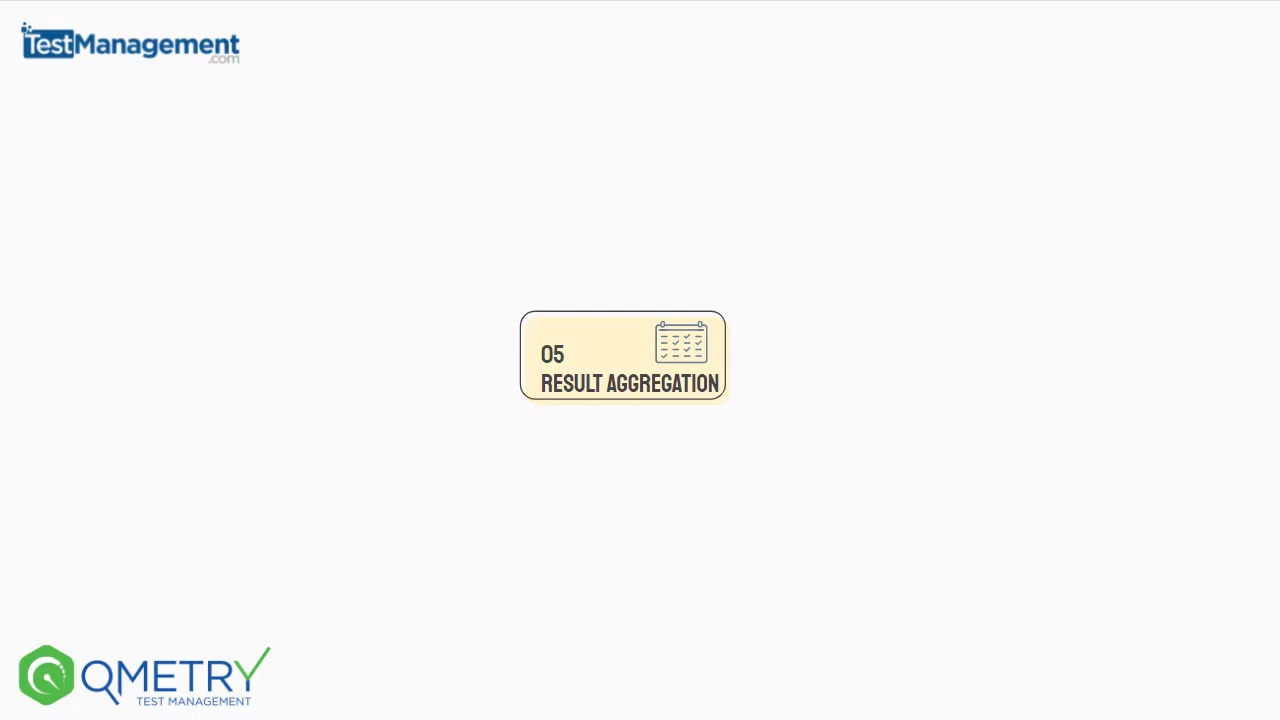 TestManagement
.com
05
RESULT AGGREGATION
QMETRY
TEST MANAGEMENT